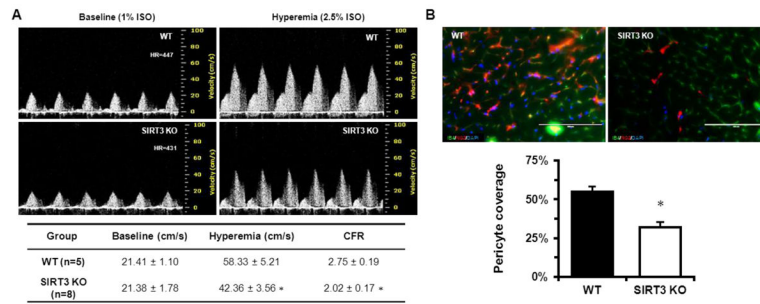 A
Baseline (1% ISO)
Hyperemia (2.5% ISO)
WT
HR=447
100
80
60
40
20
0
Velocity (cm/s)
WT
100
80
60
40
20
0
Velocity (cm/s)
SIRT3 KO
HR=431
100
80
60
40
20
0
Velocity (cm/s)
SIRT3 KO
100
80
60
40
20
0
Velocity (cm/s)
Group Baseline (cm/s) Hyperemia (cm/s) CFR
WT (n=5) 21.41 ± 1.10 58.33 ± 5.21 2.75 ± 0.19
SIRT3 KO (n=8) 21.38 ± 1.78 42.36 ± 3.56 * 2.02 ± 0.17 *
B
WT
SIRT3 KO
Pericyte coverage
75%
50%
25%
0%
*
WT
SIRT3 KO